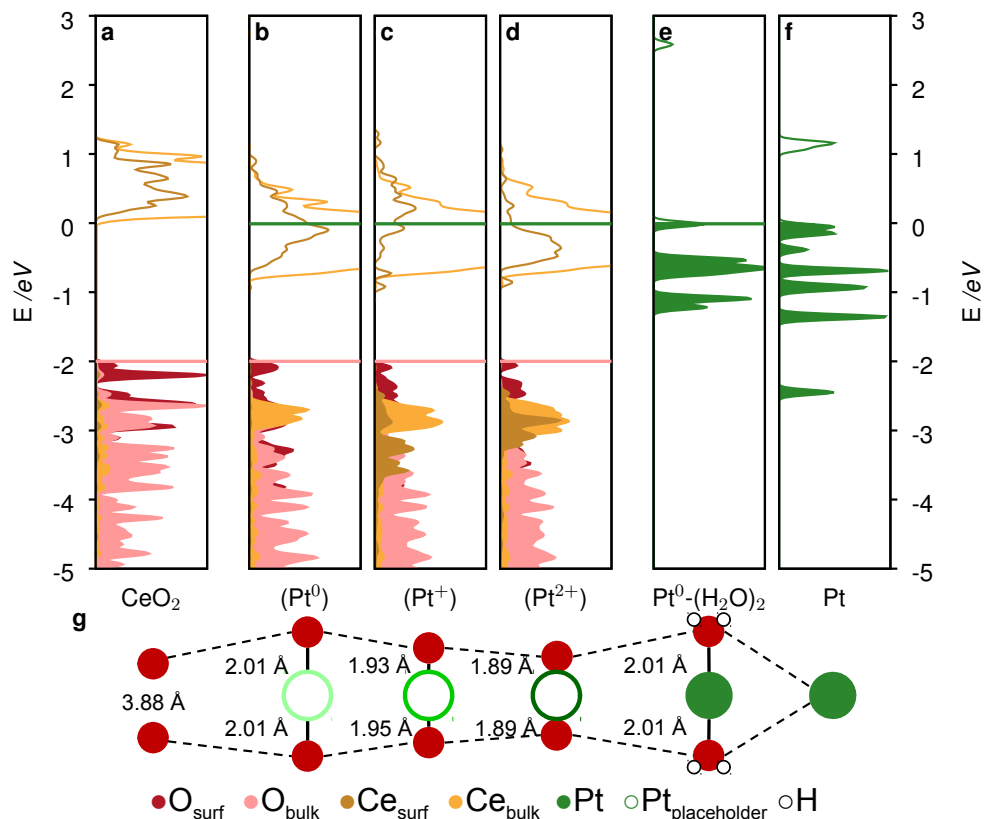 a b c d e f
3 3
2 2
1 1
0 0
-1 -1
-2 -2
-3 -3
-4 -4
-5 -5
E /eV
E /eV
CeO₂ (Pt⁰) (Pt⁺) (Pt²⁺) Pt⁰-(H₂O)₂ Pt
g
2.01 Å 1.93 Å 1.89 Å 2.01 Å
3.88 Å
2.01 Å 1.95 Å 1.89 Å 2.01 Å
O_surf O_bulk Ce_surf Ce_bulk Pt Pt_placeholder H